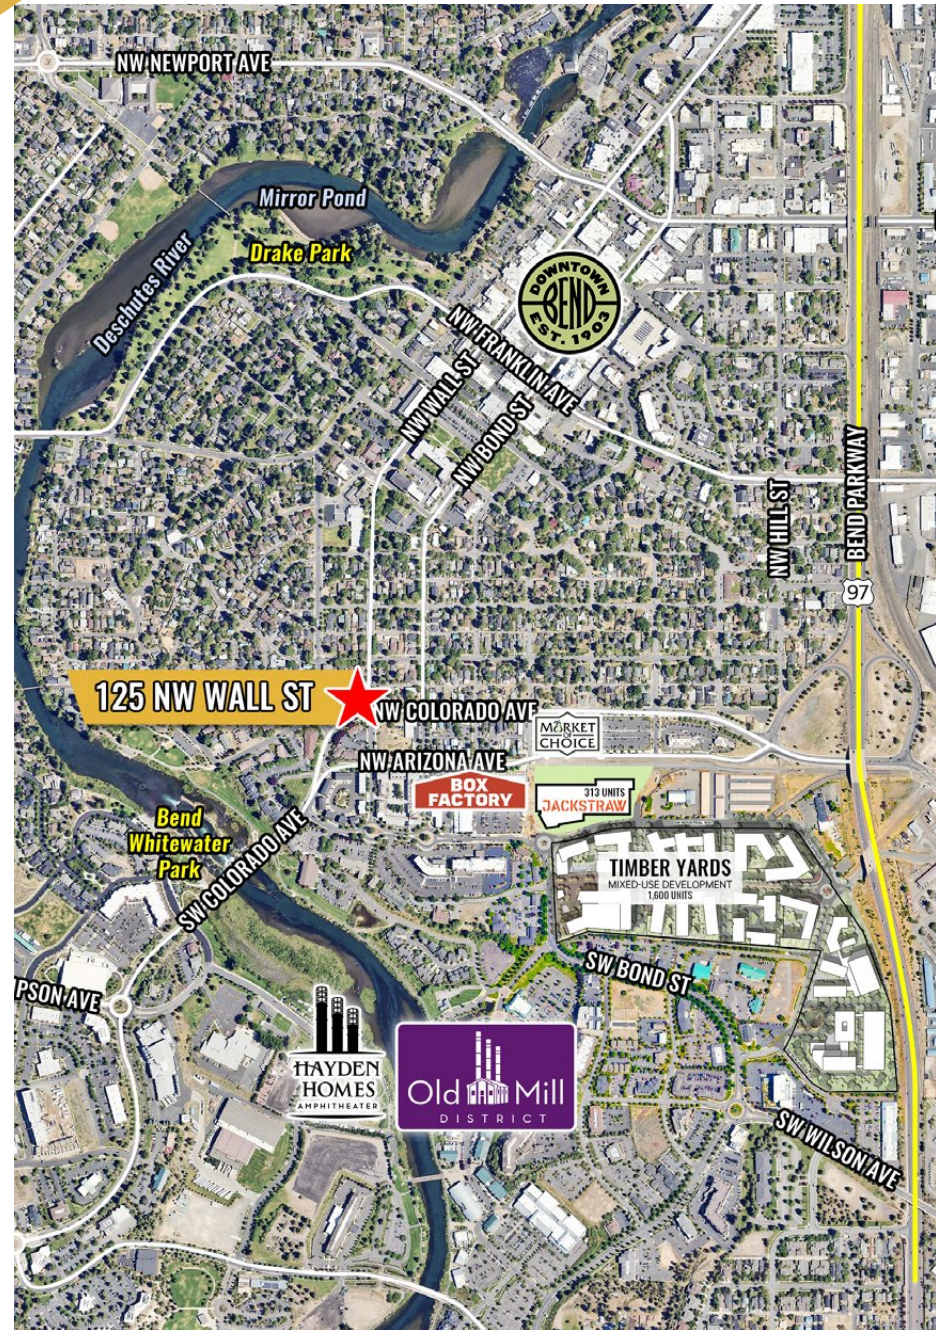 NW NEWPORT AVE
Mirror Pond
Drake Park
Deschutes River
DOWNTOWN
BEND
EST. 1903
NW FRANKLIN AVE
NW WALL ST
NW BOND ST
NW HILL ST
BEND PARKWAY
97
125 NW WALL ST
NW COLORADO AVE
MARKET
OF
CHOICE
NW ARIZONA AVE
BOX
FACTORY
313 UNITS
JACKSTRAW
Bend
Whitewater
Park
SW COLORADO AVE
TIMBER YARDS
MIXED-USE DEVELOPMENT
1,600 UNITS
SW BOND ST
PSON AVE
HAYDEN
HOMES
AMPHITHEATER
Old Mill
DISTRICT
SW WILSON AVE